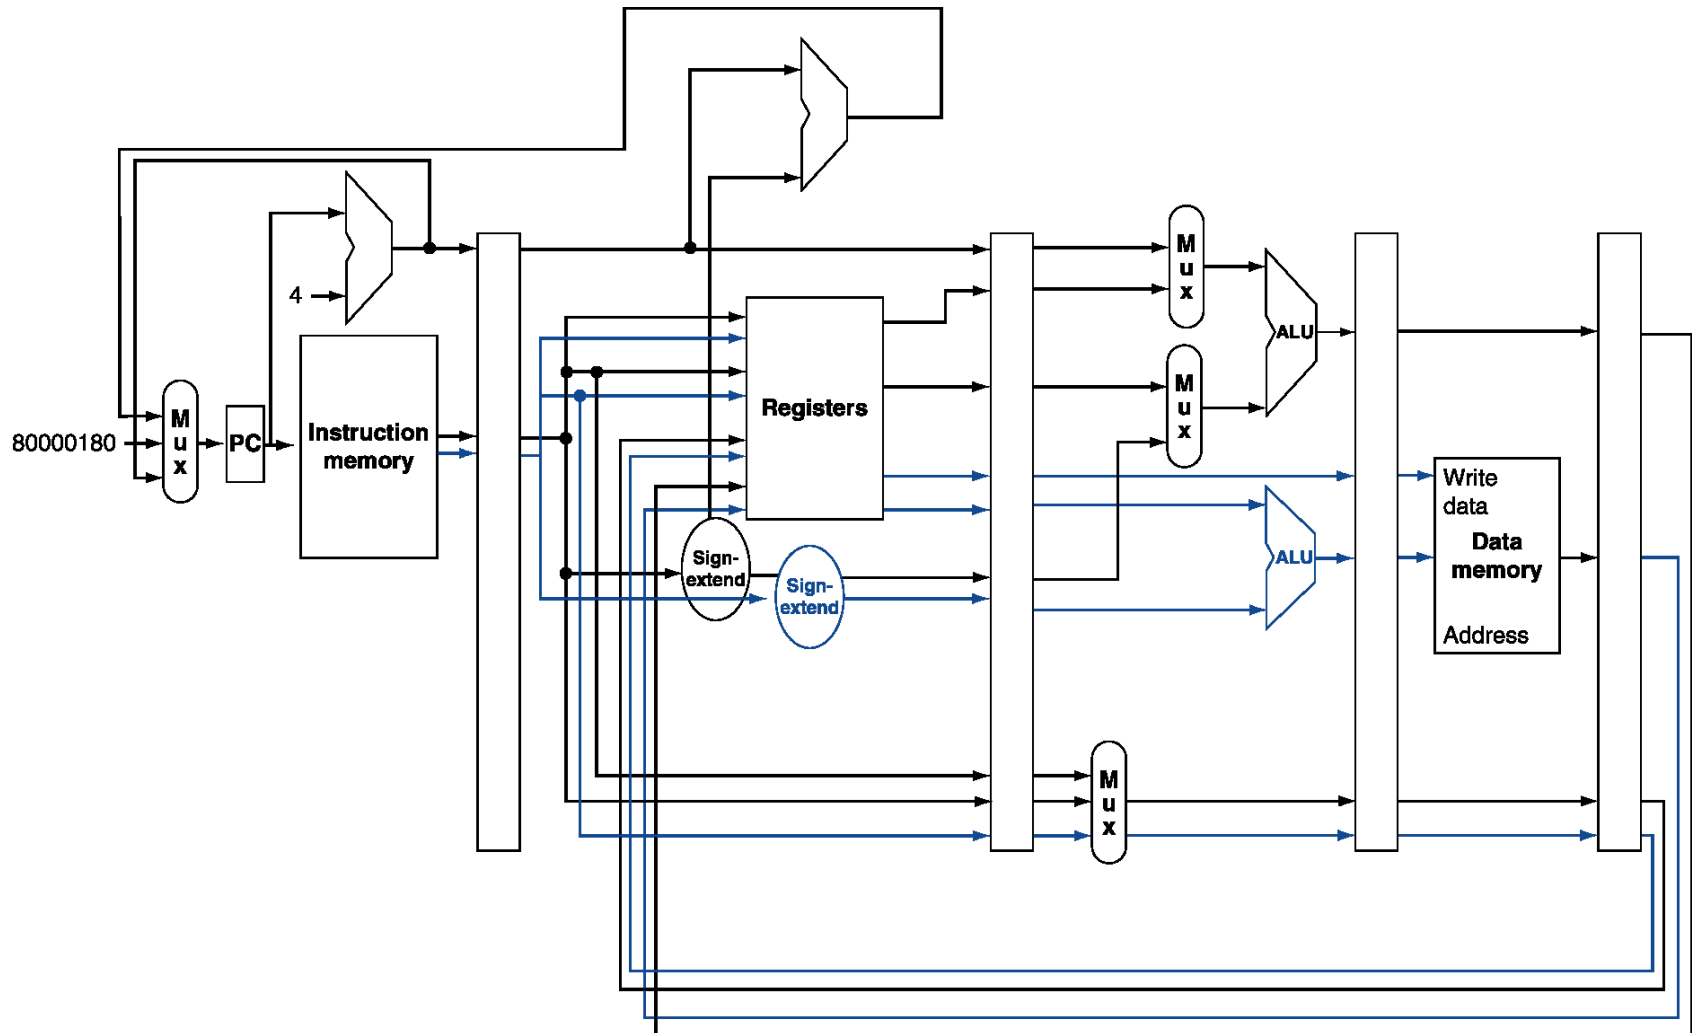 M
u
x
ALU
4
M
u
x
Registers
80000180
M
u
x
PC
Instruction
memory
Write
data
Data
memory
Address
ALU
Sign-
extend
Sign-
extend
M
u
x